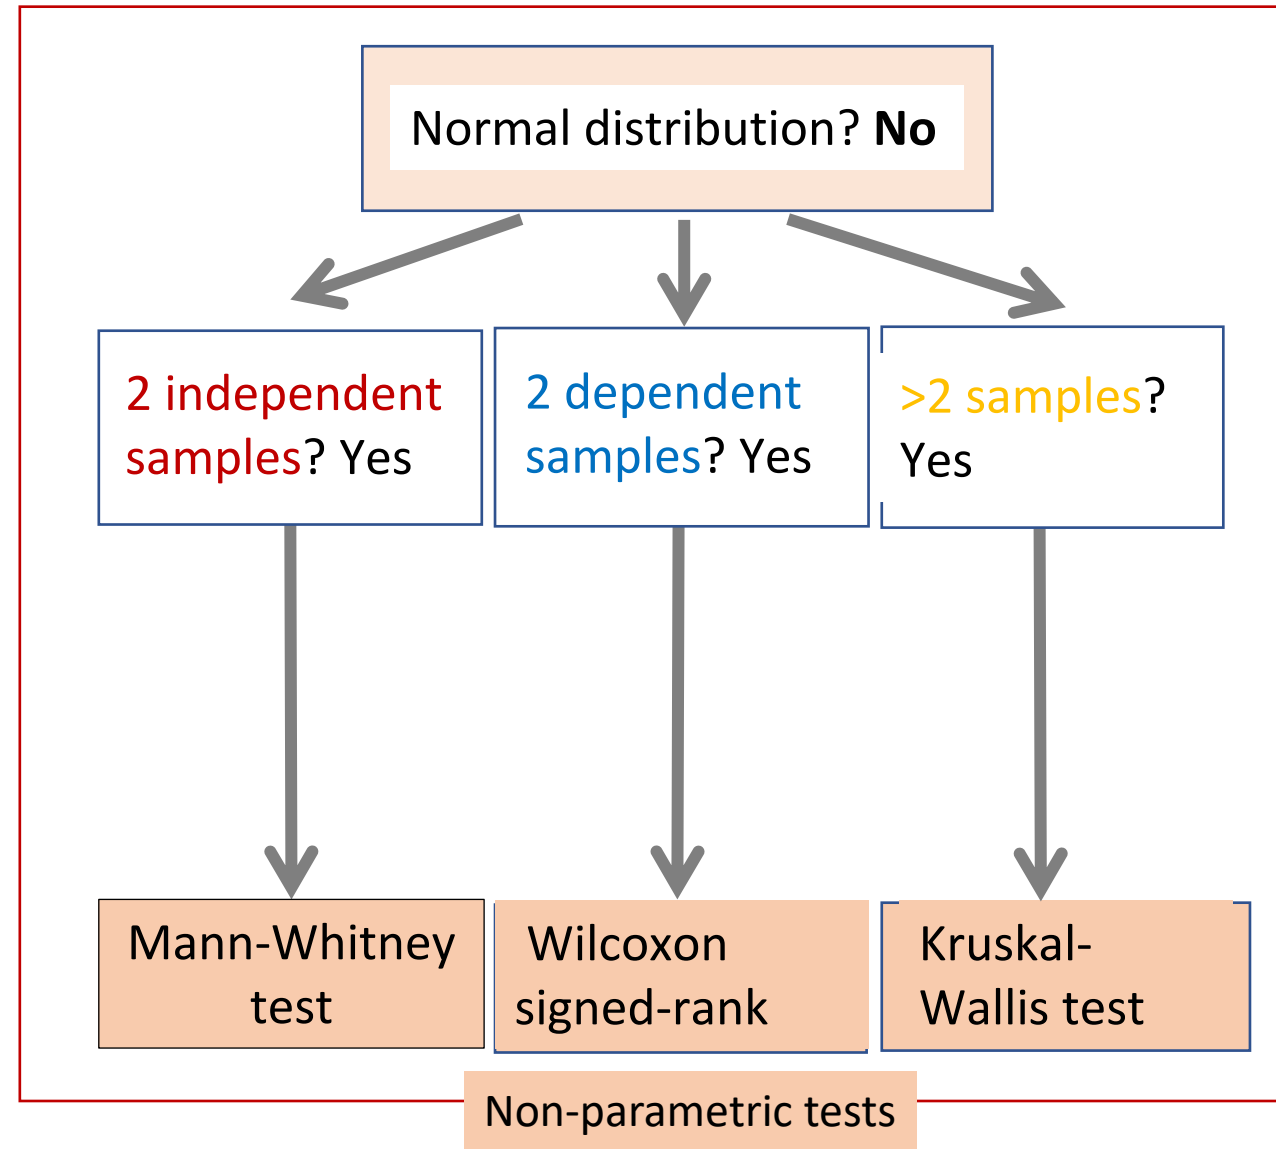 Normal distribution? No
2 independent
samples? Yes
2 dependent
samples? Yes
>2 samples?
Yes
Mann-Whitney
test
Wilcoxon
signed-rank
Kruskal-
Wallis test
Non-parametric tests